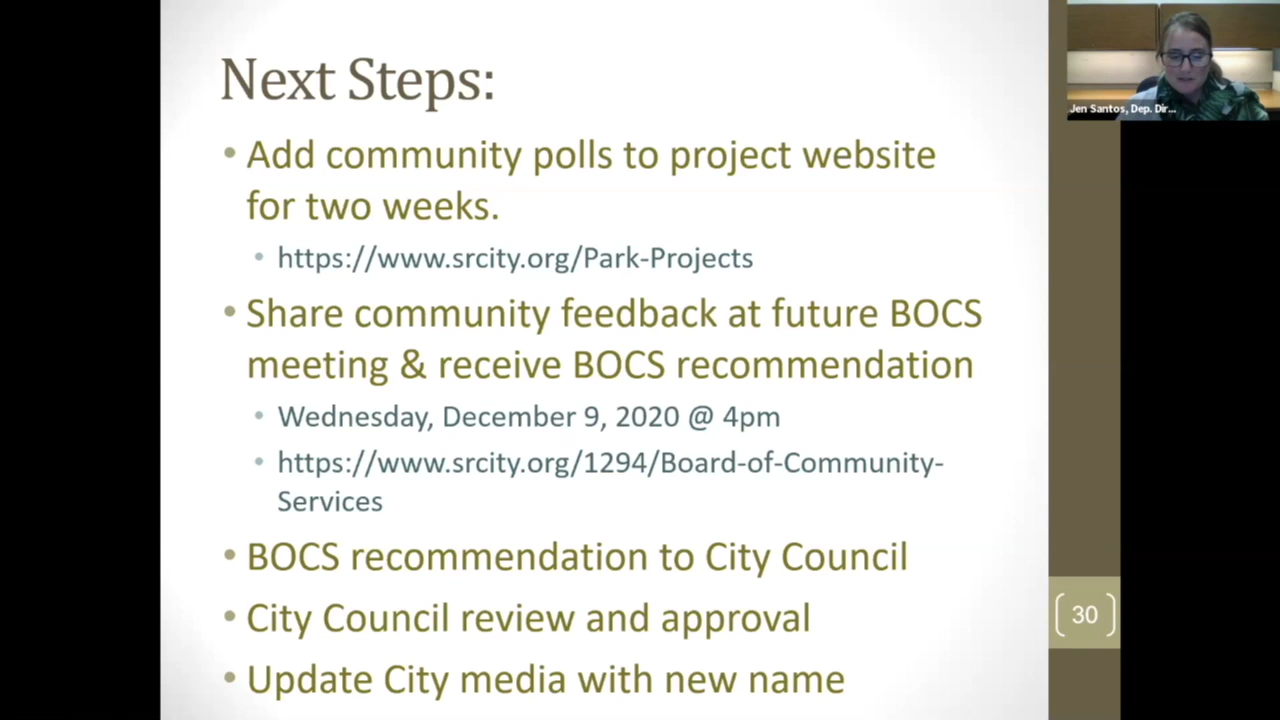 Next Steps:
• Add community polls to project website
for two weeks.
• https://www.srcity.org/Park-Projects
• Share community feedback at future BOCS
meeting & receive BOCS recommendation
• Wednesday, December 9, 2020 @ 4pm
• https://www.srcity.org/1294/Board-of-Community-
Services
• BOCS recommendation to City Council
• City Council review and approval
• Update City media with new name
30
Jen Santos, Dep. Dir...